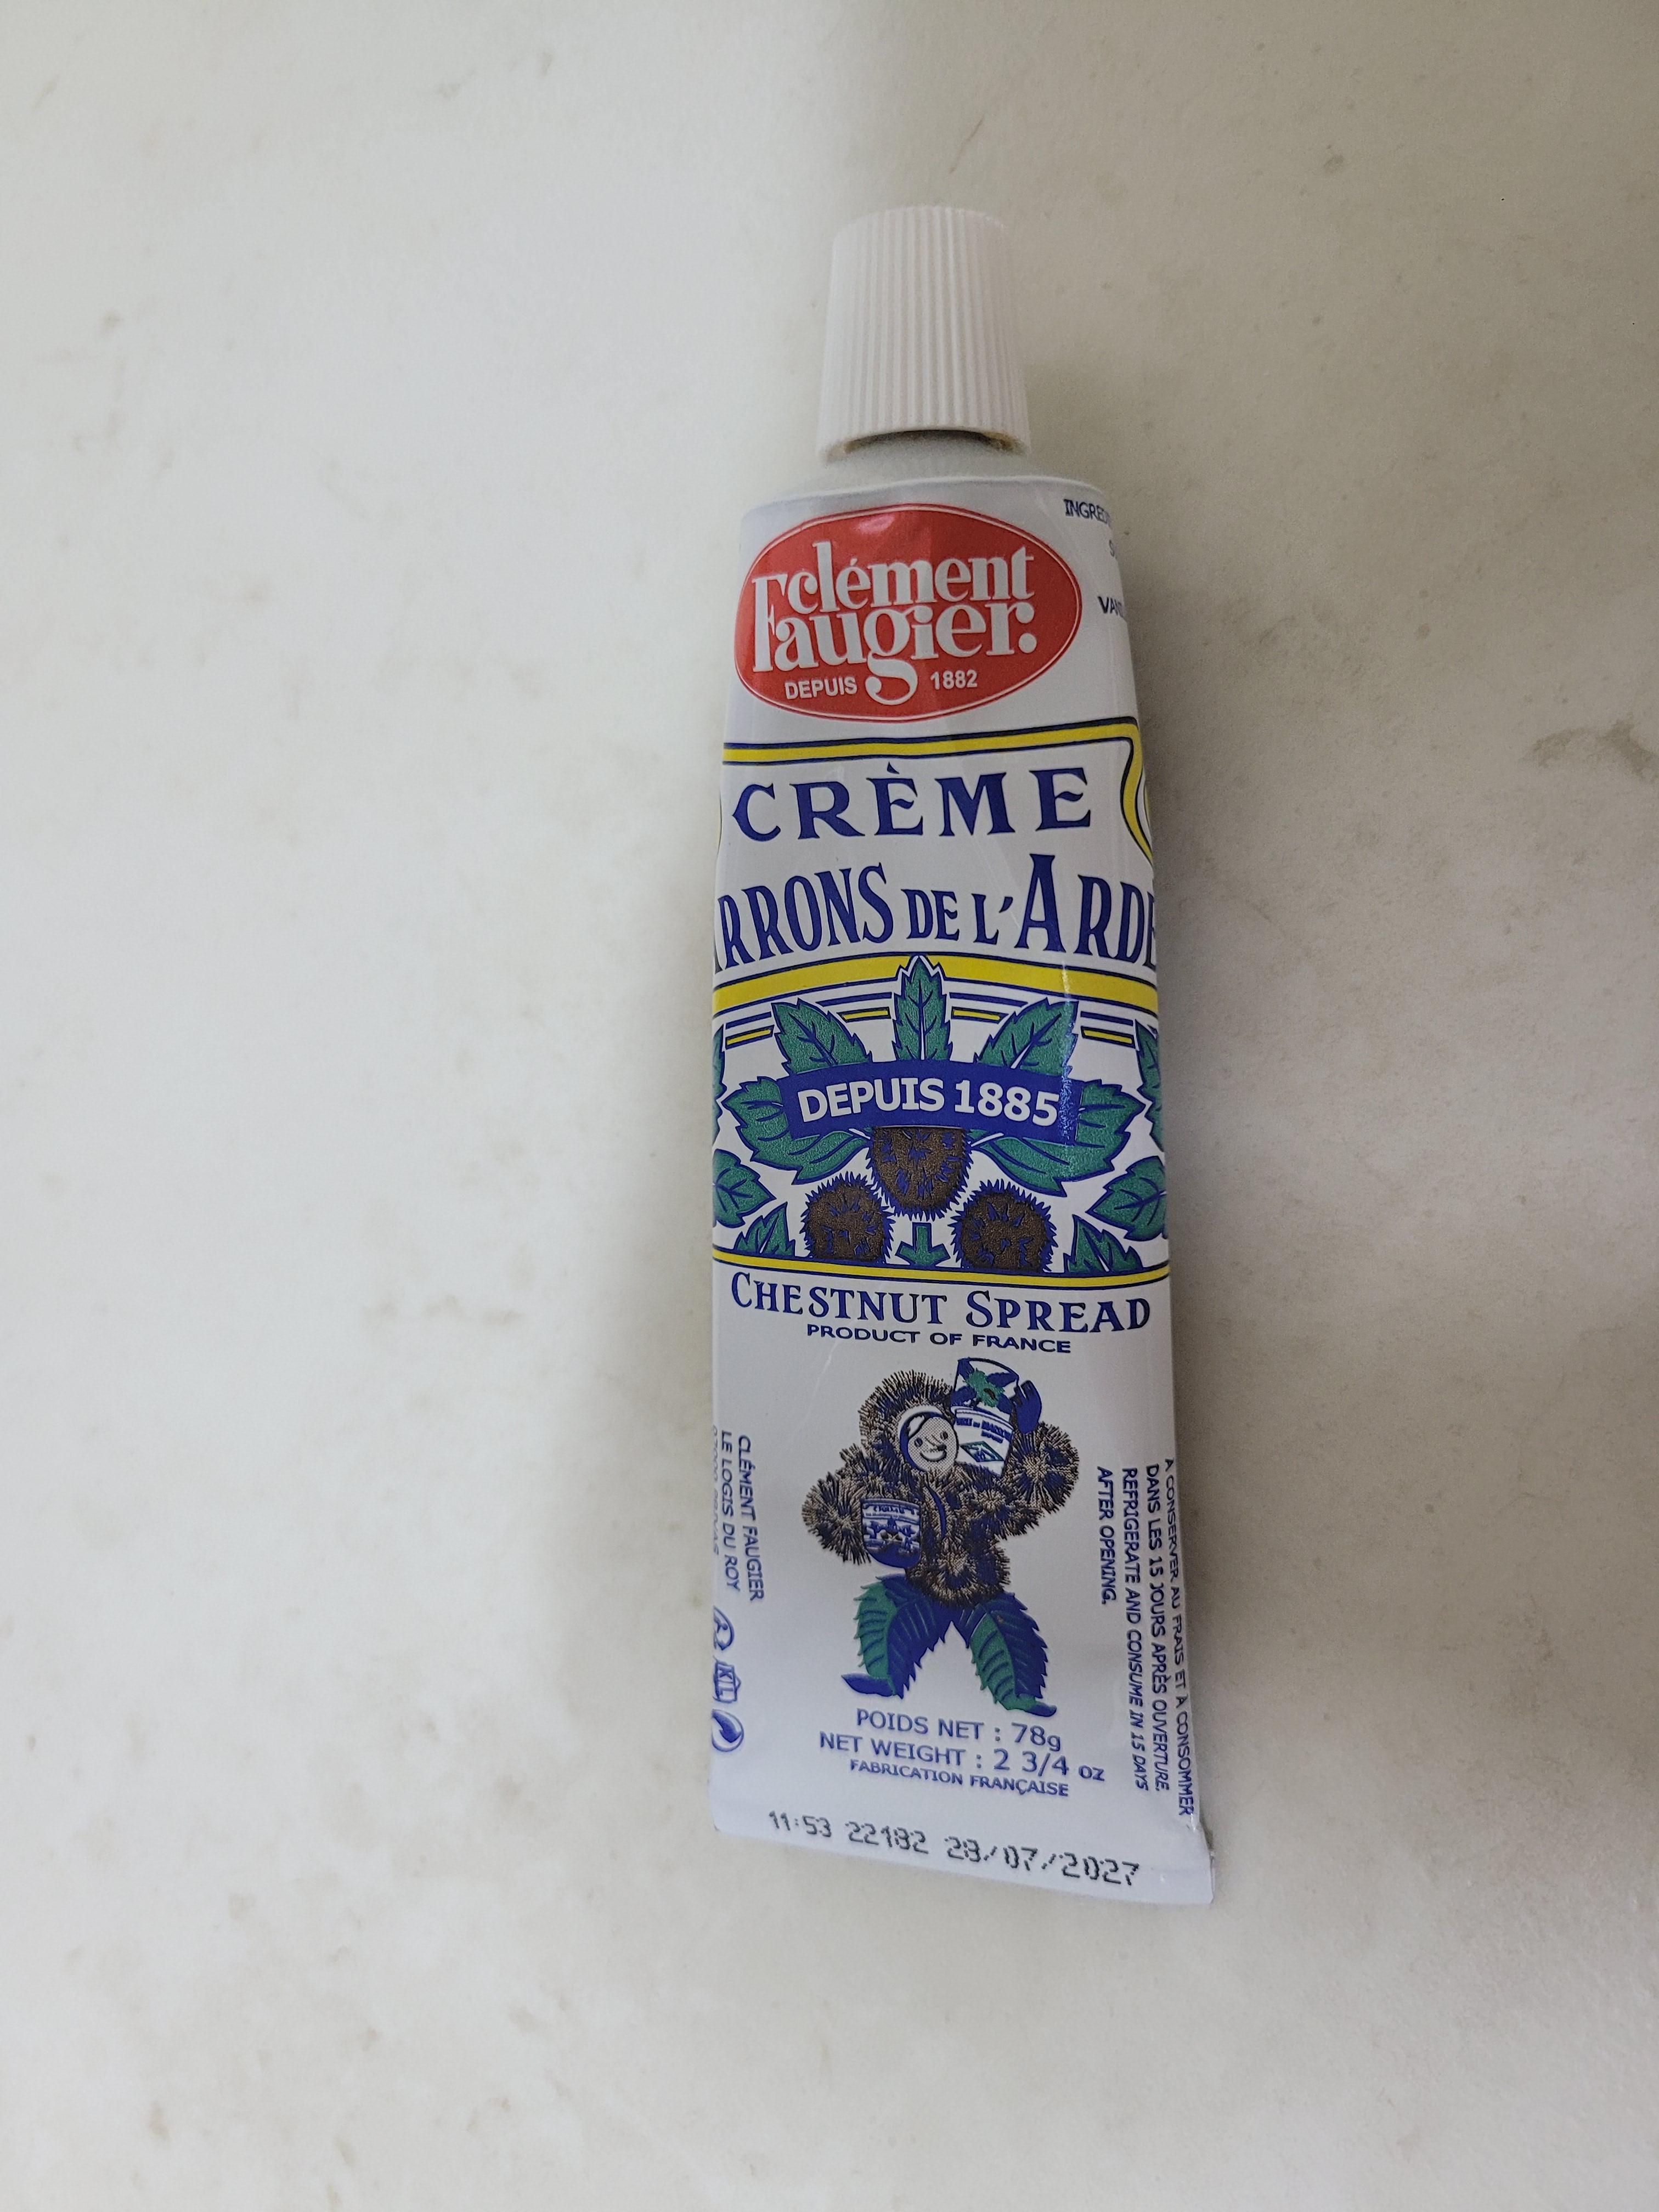 clément
Faugier
DEPUIS 1882
CRÈME
RRONS DE L'ARD
DEPUIS 1885
CHESTNUT SPREAD
PRODUCT OF FRANCE
CLÉMENT FAUGIER
LE LOGIS DU ROY
A CONSERVER AU FRAIS ET A CONSOMMER
DANS LES 15 JOURS APRÈS OUVERTURE.
REFRIGERATE AND CONSUME IN 15 DAYS
AFTER OPENING.
POIDS NET : 78g
NET WEIGHT : 2 3/4 oz
FABRICATION FRANÇAISE
11:53 22182 28/07/2027